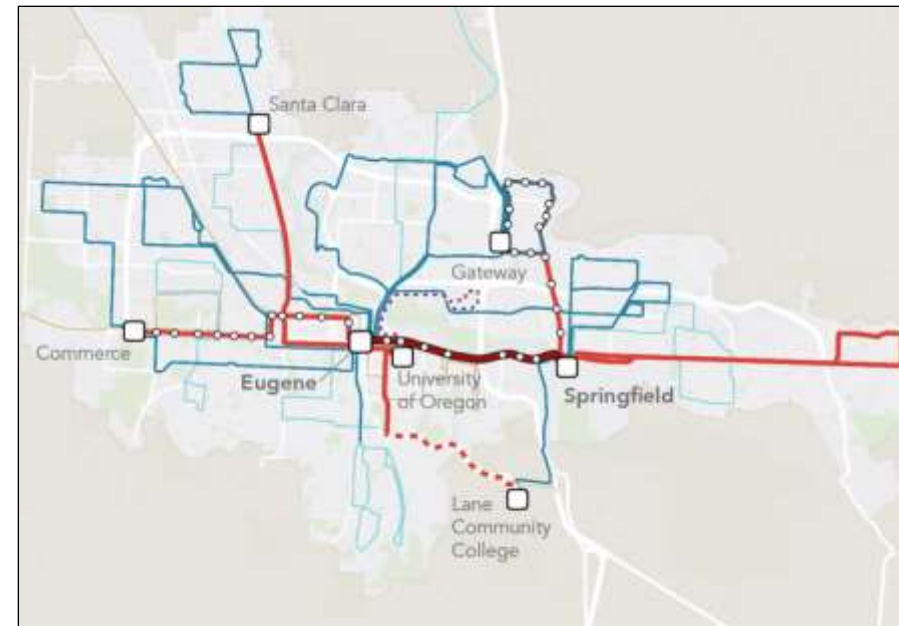 Santa Clara
Gateway
Commerce
Eugene
University
of Oregon
Springfield
Lane
Community
College